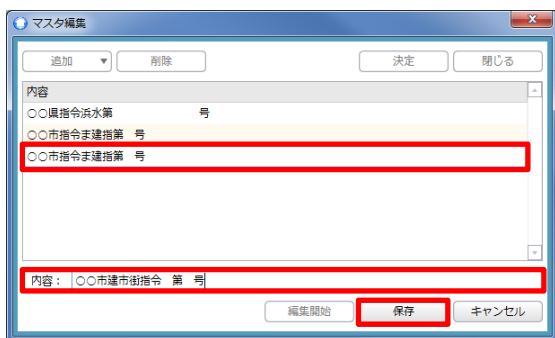 マスタ編集
追加 ▼ 削除 決定 閉じる
内容
○○県指令浜水第 号
○○市指令ま建指第 号
○○市指令ま建指第 号
内容： ○○市建市街指令 第 号
編集開始 保存 キャンセル